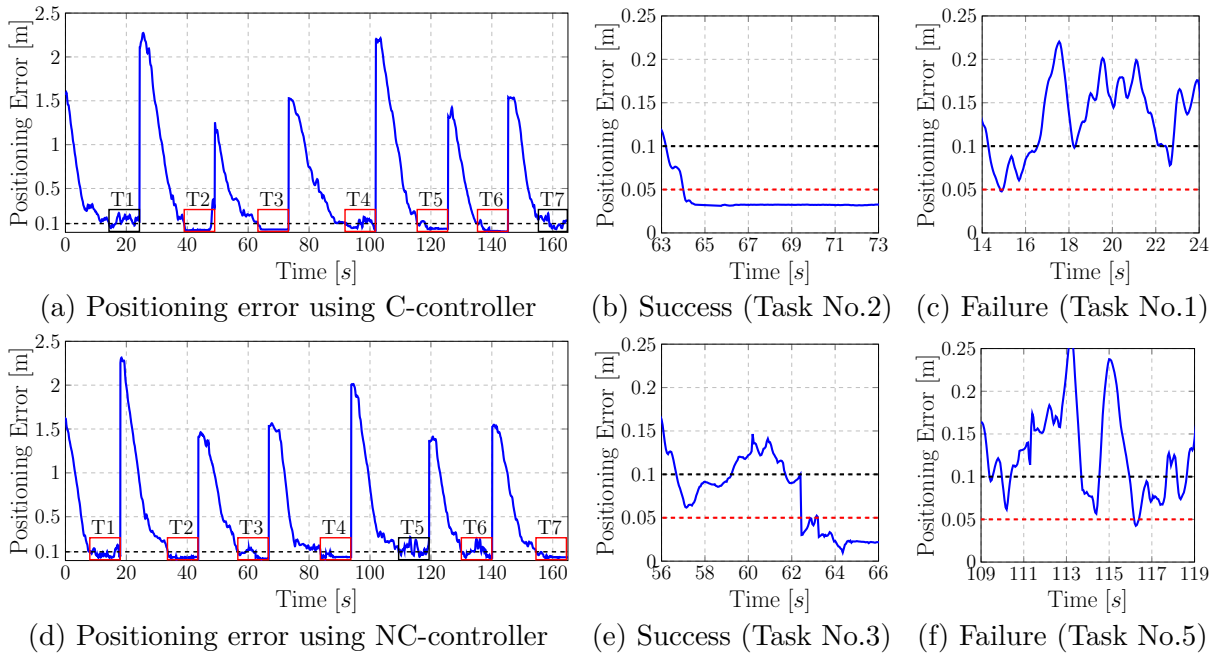 Positioning Error [m]
2.5
2
1.5
1
0.5
0.1
T1
T2
T3
T4
T5
T6
T7
0 20 40 60 80 100 120 140 160
Time [s]
(a) Positioning error using C-controller
Positioning Error [m]
0.25
0.2
0.15
0.1
0.05
0
63 65 67 69 71 73
Time [s]
(b) Success (Task No.2)
Positioning Error [m]
0.25
0.2
0.15
0.1
0.05
0
14 16 18 20 22 24
Time [s]
(c) Failure (Task No.1)
Positioning Error [m]
2.5
2
1.5
1
0.5
0.1
T1
T2
T3
T4
T5
T6
T7
0 20 40 60 80 100 120 140 160
Time [s]
(d) Positioning error using NC-controller
Positioning Error [m]
0.25
0.2
0.15
0.1
0.05
0
56 58 60 62 64 66
Time [s]
(e) Success (Task No.3)
Positioning Error [m]
0.25
0.2
0.15
0.1
0.05
0
109 111 113 115 117 119
Time [s]
(f) Failure (Task No.5)